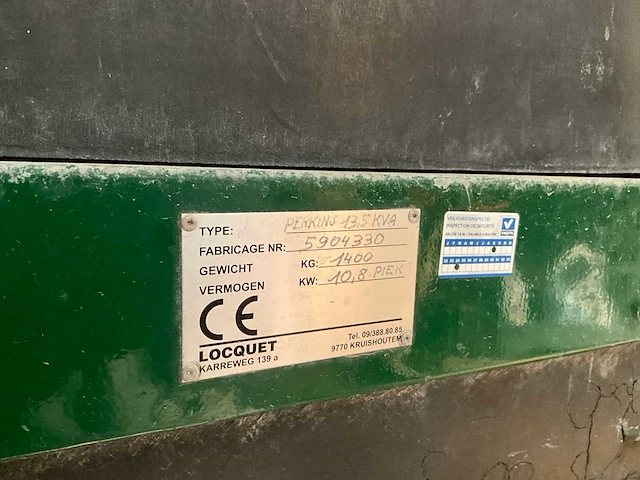 TYPE: PERKINS 13,5 KVA
FABRICAGE NR: 5904330
GEWICHT KG: 1400
VERMOGEN KW: 10,8 PIEK
CE
LOCQUET
KARREWEG 139 a
Tel. 09/388.80.85
9770 KRUISHOUTEM
VEILIGHEIDSINSPECTIE
INSPECTION DE SECURITE
J F M A M J J A S O N D
12